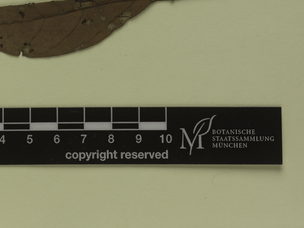 4 5 6 7 8 9 10
copyright reserved
M
BOTANISCHE
STAATSSAMMLUNG
MÜNCHEN